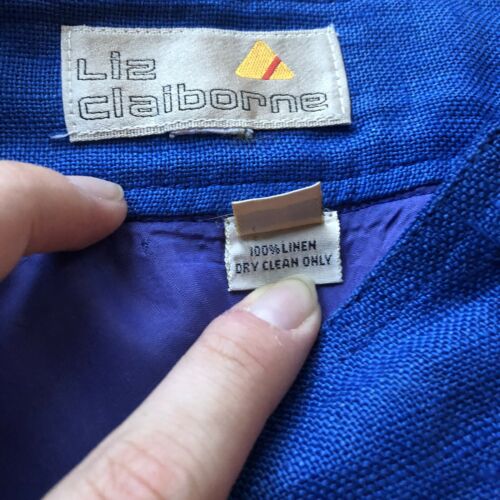 Liz
claiborne
100% LINEN
DRY CLEAN ONLY